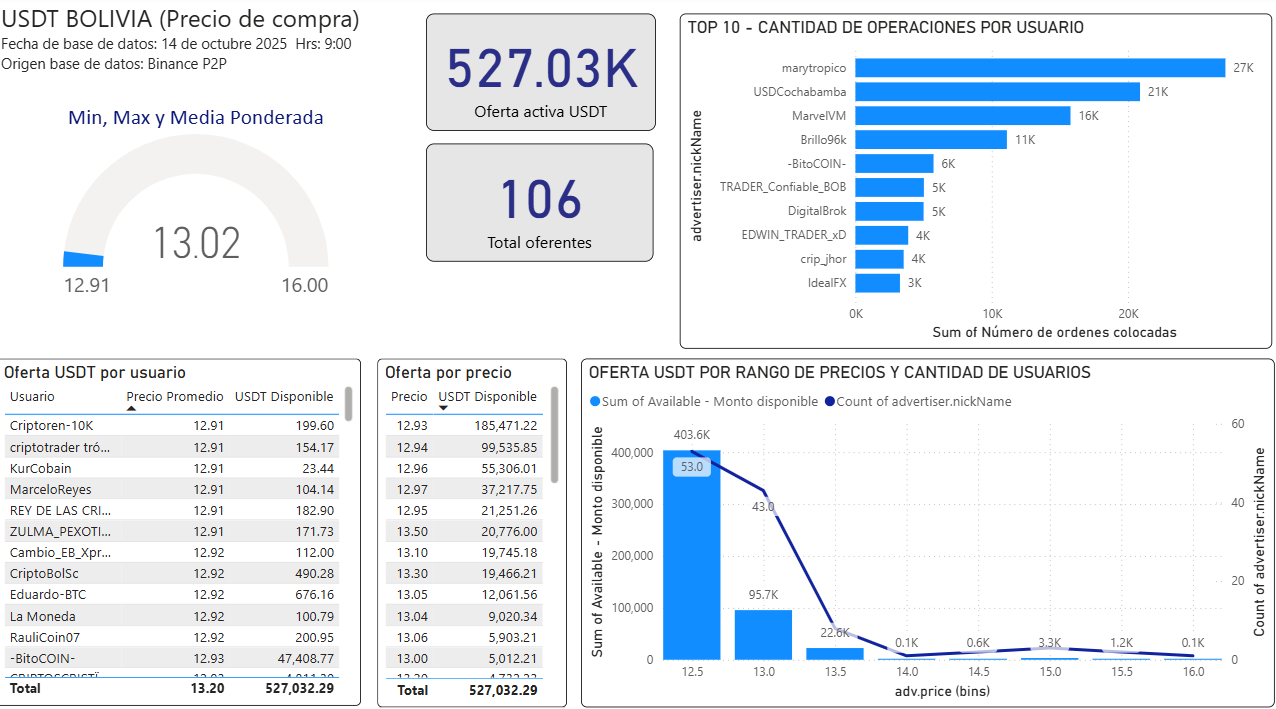 USDT BOLIVIA (Precio de compra)
Fecha de base de datos: 14 de octubre 2025 Hrs: 9:00
Origen base de datos: Binance P2P
Min, Max y Media Ponderada
13.02
12.91
16.00
527.03K
Oferta activa USDT
106
Total oferentes
TOP 10 - CANTIDAD DE OPERACIONES POR USUARIO
advertiser.nickName
marytropico 27K
USDCochabamba 21K
MarvelVM 16K
Brillo96k 11K
-BitoCOIN- 6K
TRADER_Confiable_BOB 5K
DigitalBrok 5K
EDWIN_TRADER_xD 4K
crip_jhor 4K
IdealFX 3K
0K 10K 20K
Sum of Número de ordenes colocadas
Oferta USDT por usuario
Usuario Precio Promedio USDT Disponible
Criptoren-10K 12.91 199.60
criptotrader tró... 12.91 154.17
KurCobain 12.91 23.44
MarceloReyes 12.91 104.14
REY DE LAS CRI... 12.91 182.90
ZULMA_PEXOTI... 12.91 171.73
Cambio_EB_Xpr... 12.92 112.00
CriptoBolSc 12.92 490.28
Eduardo-BTC 12.92 676.16
La Moneda 12.92 100.79
RauliCoin07 12.92 200.95
-BitoCOIN- 12.93 47,408.77
Total 13.20 527,032.29
Oferta por precio
Precio USDT Disponible
12.93 185,471.22
12.94 99,535.85
12.96 55,306.01
12.97 37,217.75
12.95 21,251.26
13.50 20,776.00
13.10 19,745.18
13.30 19,466.21
13.05 12,061.56
13.04 9,020.34
13.06 5,903.21
13.00 5,012.21
Total 527,032.29
OFERTA USDT POR RANGO DE PRECIOS Y CANTIDAD DE USUARIOS
Sum of Available - Monto disponible Count of advertiser.nickName
Sum of Available - Monto disponible
400,000
300,000
200,000
100,000
0
403.6K
53.0
95.7K
43.0
22.6K
0.1K
0.6K
3.3K
1.2K
0.1K
60
40
20
0
Count of advertiser.nickName
12.5 13.0 13.5 14.0 14.5 15.0 15.5 16.0
adv.price (bins)